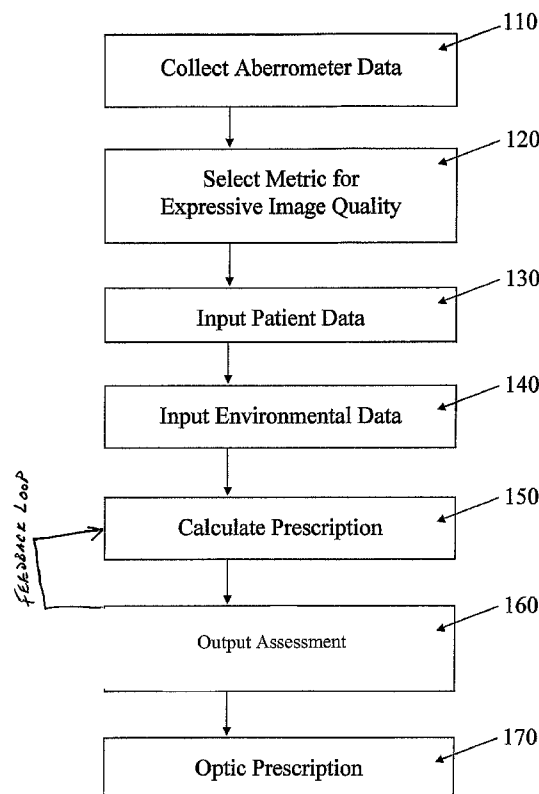 110
Collect Aberrometer Data
120
Select Metric for
Expressive Image Quality
130
Input Patient Data
140
Input Environmental Data
150
Calculate Prescription
FEEDBACK LOOP
160
Output Assessment
170
Optic Prescription